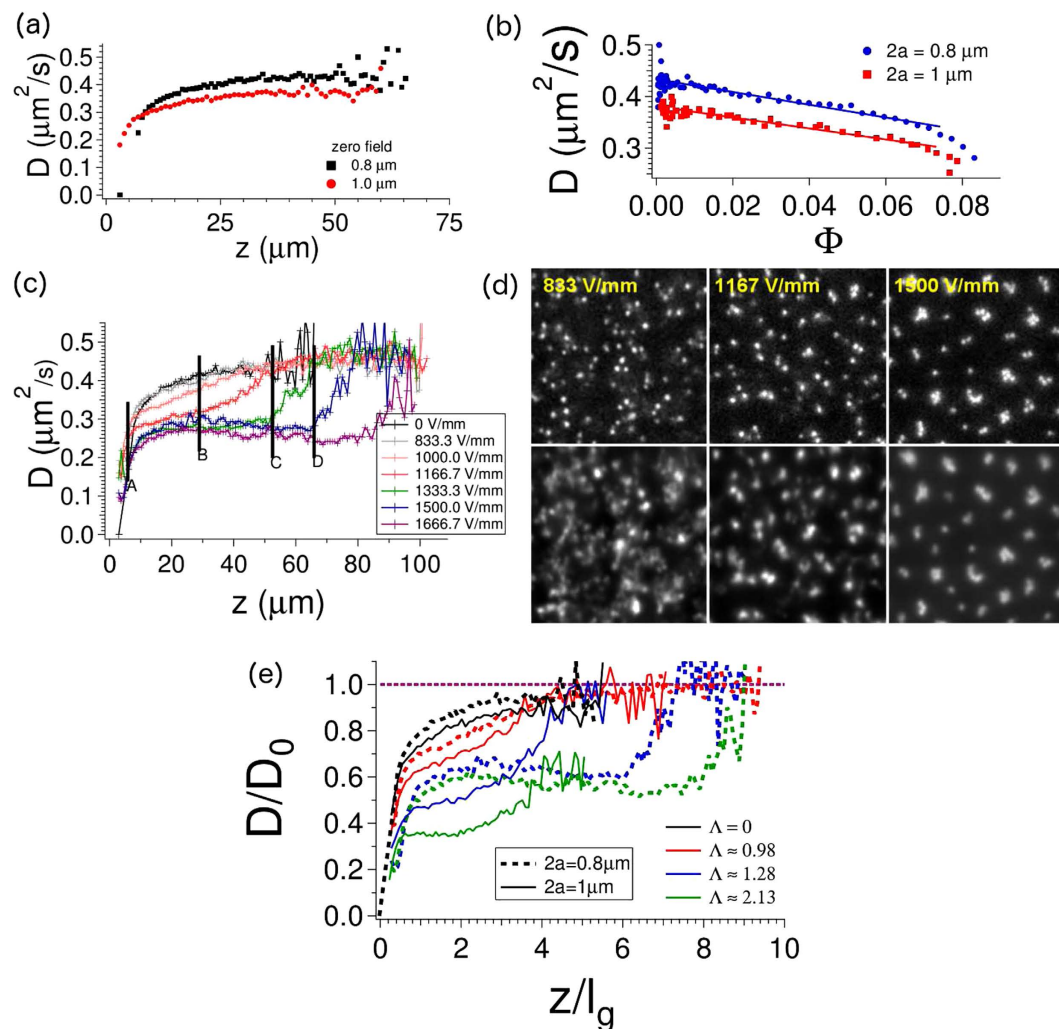 (a)
D (μm²/s)
0.5
0.4
0.3
0.2
0.1
0.0
zero field
0.8 μm
1.0 μm
0
25
50
75
z (μm)
(b)
D (μm²/s)
0.5
0.4
0.3
2a = 0.8 μm
2a = 1 μm
0.00
0.02
0.04
0.06
0.08
Φ
(c)
D (μm²/s)
0.5
0.4
0.3
0.2
0.1
0.0
A
B
C
D
0 V/mm
833.3 V/mm
1000.0 V/mm
1166.7 V/mm
1333.3 V/mm
1500.0 V/mm
1666.7 V/mm
0
20
40
60
80
100
z (μm)
(d)
833 V/mm
1167 V/mm
1500 V/mm
(e)
D/D₀
1.0
0.8
0.6
0.4
0.2
0.0
2a=0.8μm
2a=1μm
Λ = 0
Λ ≈ 0.98
Λ ≈ 1.28
Λ ≈ 2.13
0
2
4
6
8
10
z/lg